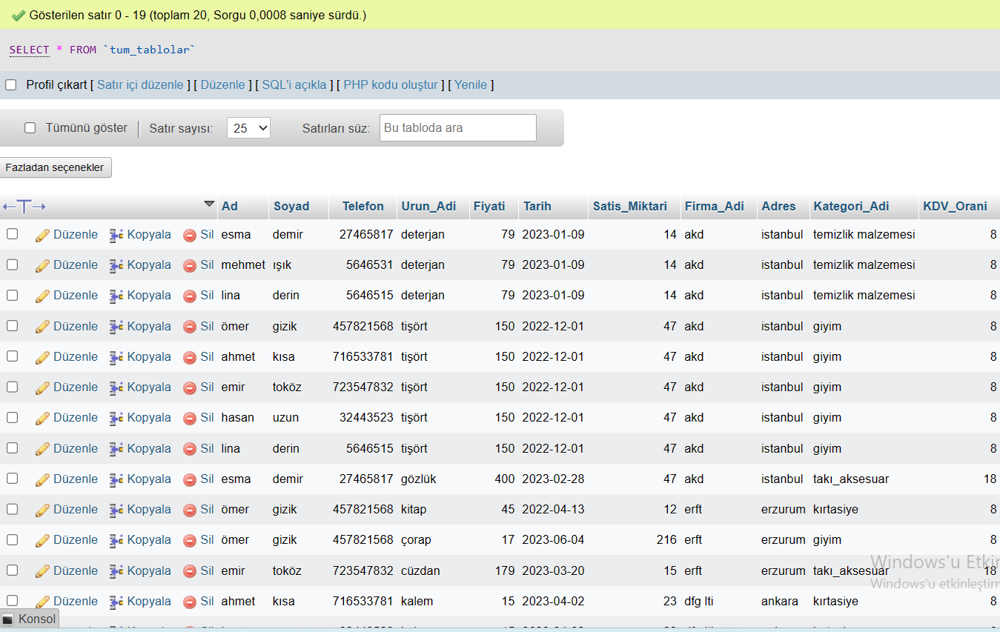 Gösterilen satır 0 - 19 (toplam 20, Sorgu 0,0008 saniye sürdü.)
SELECT * FROM `tum_tablolar`
Profil çıkart [ Satır içi düzenle ] [ Düzenle ] [ SQL'i açıkla ] [ PHP kodu oluştur ] [ Yenile ]
Tümünü göster Satır sayısı: 25 Satırları süz: Bu tabloda ara
Fazladan seçenekler
←T→ Ad Soyad Telefon Urun_Adi Fiyati Tarih Satis_Miktari Firma_Adi Adres Kategori_Adi KDV_Orani
Düzenle Kopyala Sil esma demir 27465817 deterjan 79 2023-01-09 14 akd istanbul temizlik malzemesi 8
Düzenle Kopyala Sil mehmet ışık 5646531 deterjan 79 2023-01-09 14 akd istanbul temizlik malzemesi 8
Düzenle Kopyala Sil lina derin 5646515 deterjan 79 2023-01-09 14 akd istanbul temizlik malzemesi 8
Düzenle Kopyala Sil ömer gizik 457821568 tişört 150 2022-12-01 47 akd istanbul giyim 8
Düzenle Kopyala Sil ahmet kısa 716533781 tişört 150 2022-12-01 47 akd istanbul giyim 8
Düzenle Kopyala Sil emir toköz 723547832 tişört 150 2022-12-01 47 akd istanbul giyim 8
Düzenle Kopyala Sil hasan uzun 32443523 tişört 150 2022-12-01 47 akd istanbul giyim 8
Düzenle Kopyala Sil lina derin 5646515 tişört 150 2022-12-01 47 akd istanbul giyim 8
Düzenle Kopyala Sil esma demir 27465817 gözlük 400 2023-02-28 47 akd istanbul takı_aksesuar 18
Düzenle Kopyala Sil ömer gizik 457821568 kitap 45 2022-04-13 12 erft erzurum kırtasiye 8
Düzenle Kopyala Sil ömer gizik 457821568 çorap 17 2023-06-04 216 erft erzurum giyim 8
Düzenle Kopyala Sil emir toköz 723547832 cüzdan 179 2023-03-20 15 erft erzurum takı_aksesuar 18
Düzenle Kopyala Sil ahmet kısa 716533781 kalem 15 2023-04-02 23 dfg lti ankara kırtasiye 8
Windows'u Etkin
Windows'u etkinleştirm
Konsol